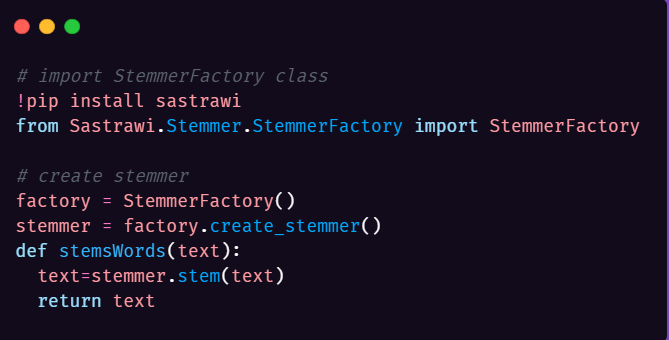 # import StemmerFactory class
!pip install sastrawi
from Sastrawi.Stemmer.StemmerFactory import StemmerFactory

# create stemmer
factory = StemmerFactory()
stemmer = factory.create_stemmer()
def stemsWords(text):
  text=stemmer.stem(text)
  return text